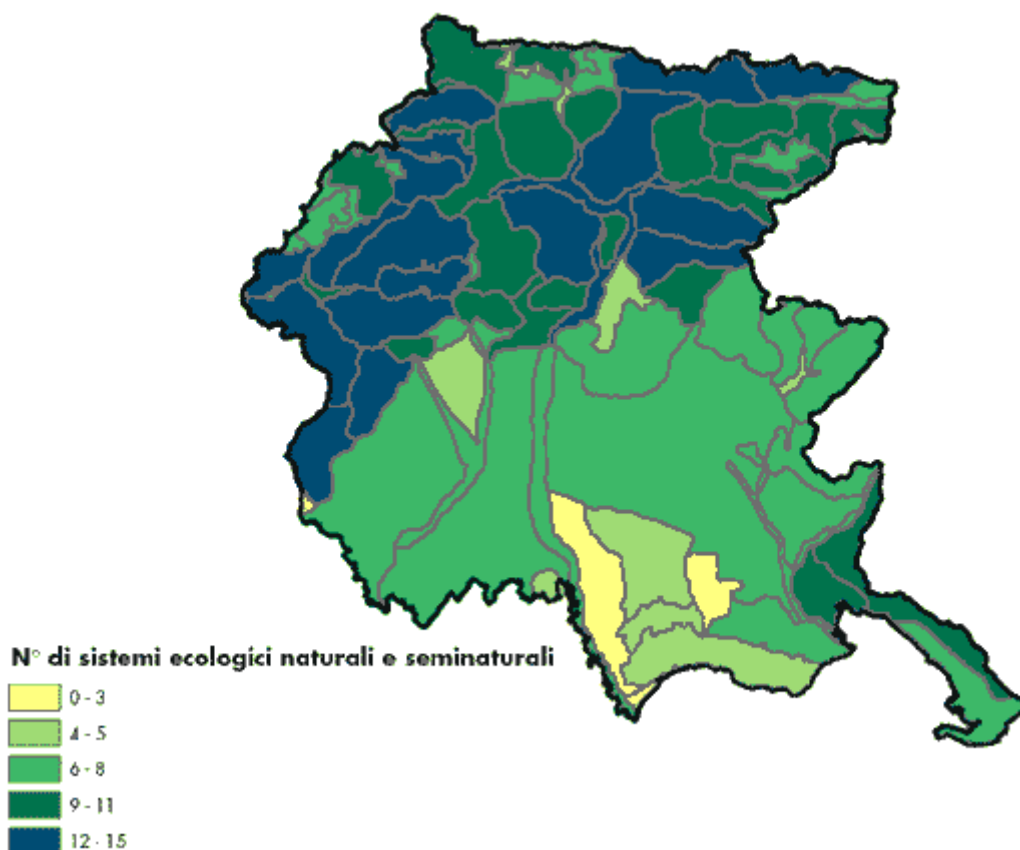 N° di sistemi ecologici naturali e seminaturali
0 - 3
4 - 5
6 - 8
9 - 11
12 - 15